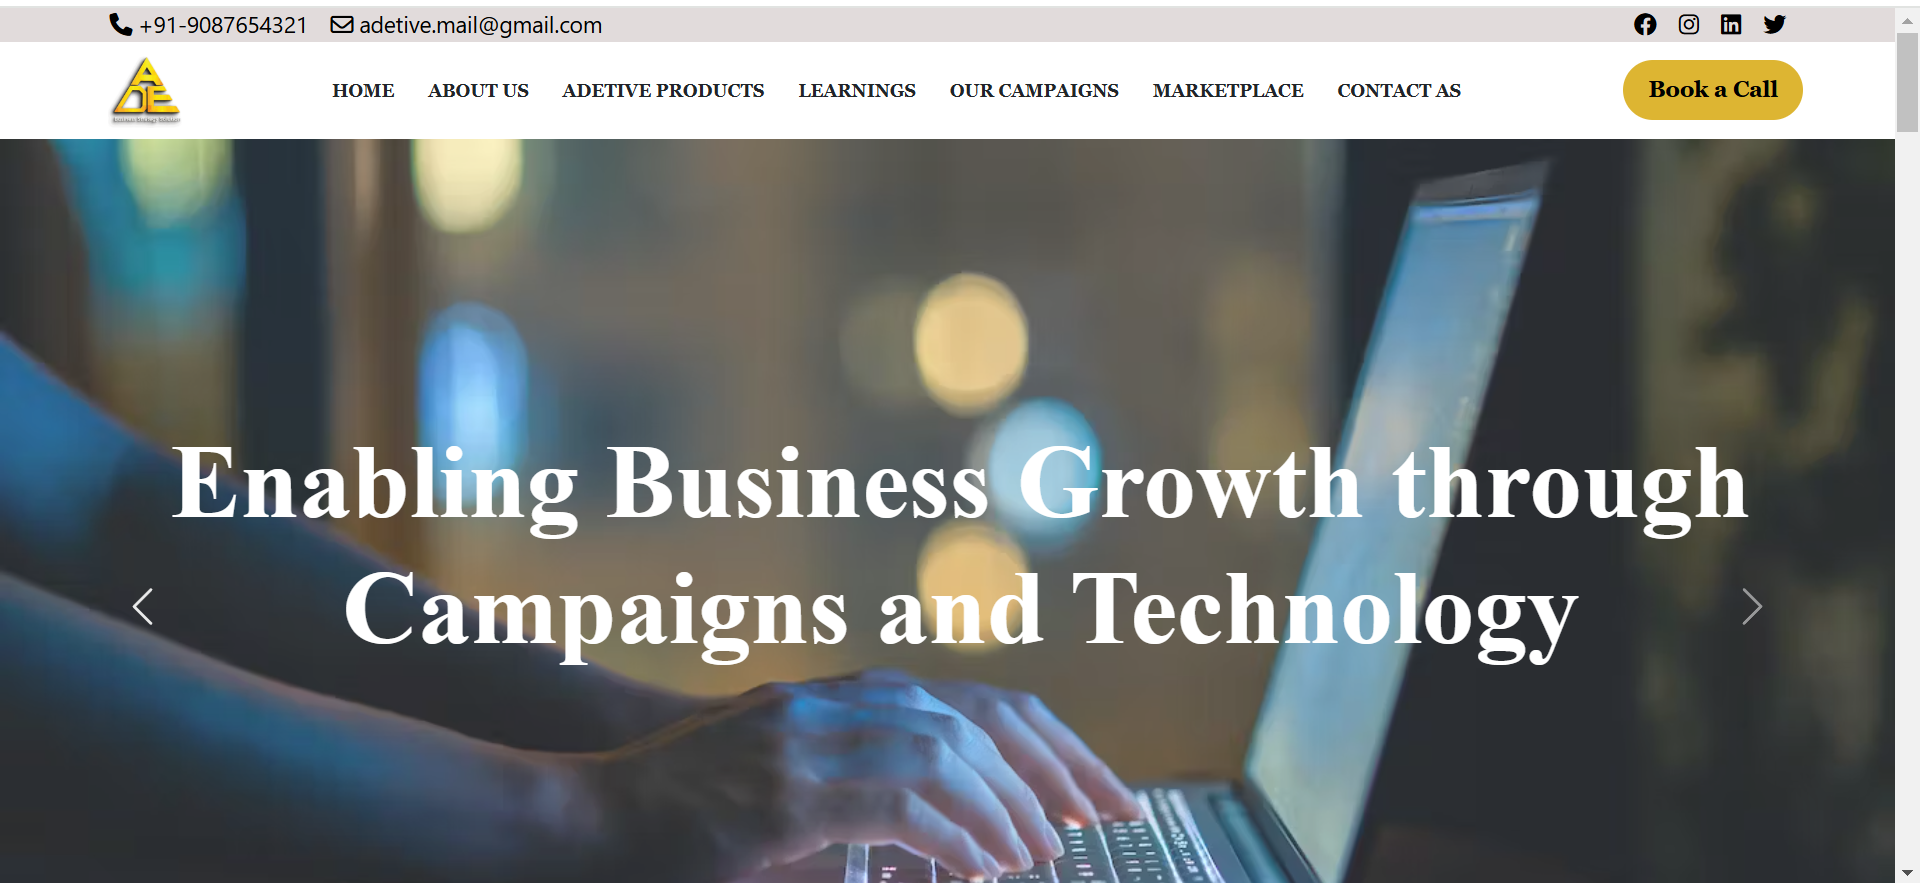 +91-9087654321 adetive.mail@gmail.com
ADE
HOME ABOUT US ADETIVE PRODUCTS LEARNINGS OUR CAMPAIGNS MARKETPLACE CONTACT AS Book a Call
Enabling Business Growth through
Campaigns and Technology